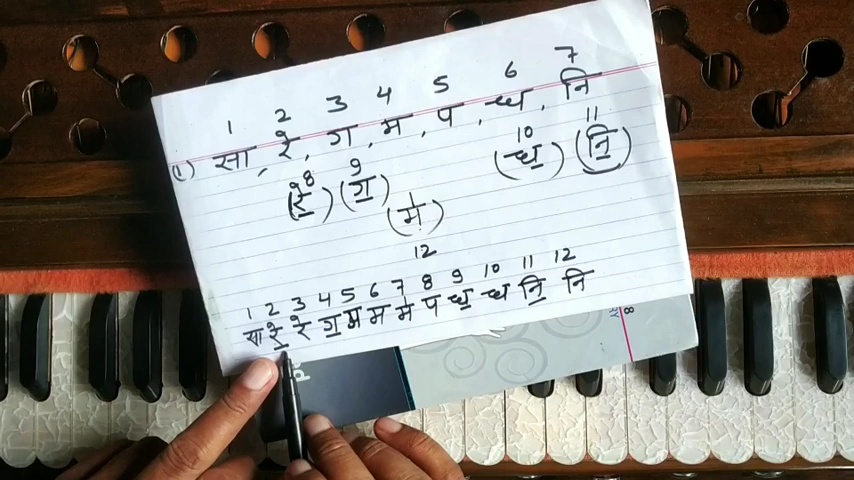 1 2 3 4 5 6 7
(1) सा, रे, ग, म, प, ध, नि
8 9 10 11
(रे॒) (ग॒) (ध॒) (नि॒)
(म॑)
12
1 2 3 4 5 6 7 8 9 10 11 12
सा रे॒ रे ग॒ म म म॑ प ध॒ ध नि॒ नि
8